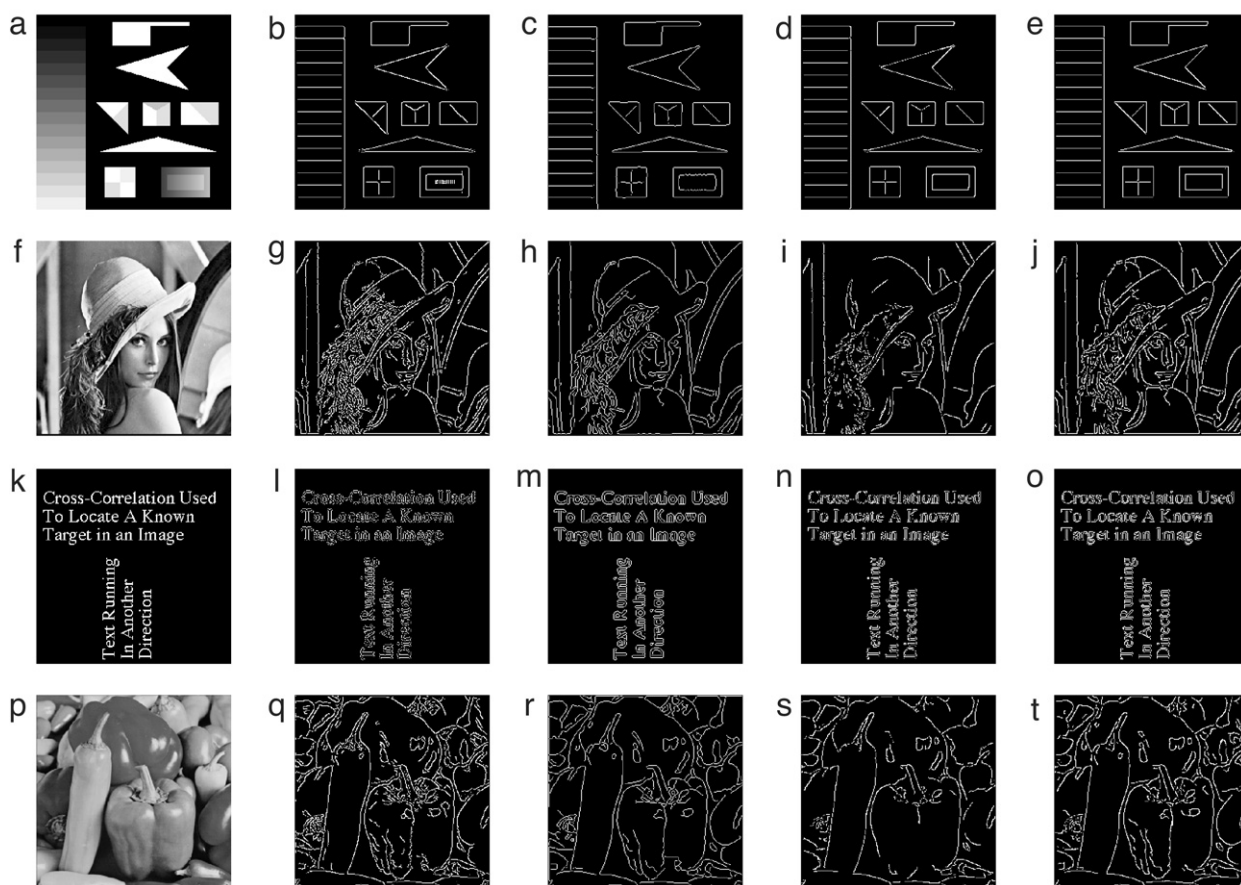 a b c d e
f g h i j
k l m n o
Cross-Correlation Used
To Locate A Known
Target in an Image
Text Running
In Another
Direction
Cross-Correlation Used
To Locate A Known
Target in an Image
Text Running
In Another
Direction
Cross-Correlation Used
To Locate A Known
Target in an Image
Text Running
In Another
Direction
Cross-Correlation Used
To Locate A Known
Target in an Image
Text Running
In Another
Direction
Cross-Correlation Used
To Locate A Known
Target in an Image
Text Running
In Another
Direction
p q r s t